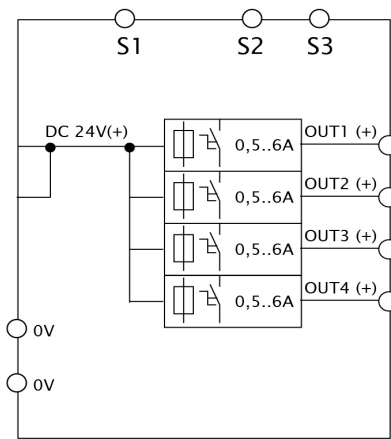 S1 S2 S3
DC 24V(+)
0,5..6A OUT1 (+)
0,5..6A OUT2 (+)
0,5..6A OUT3 (+)
0,5..6A OUT4 (+)
0V
0V